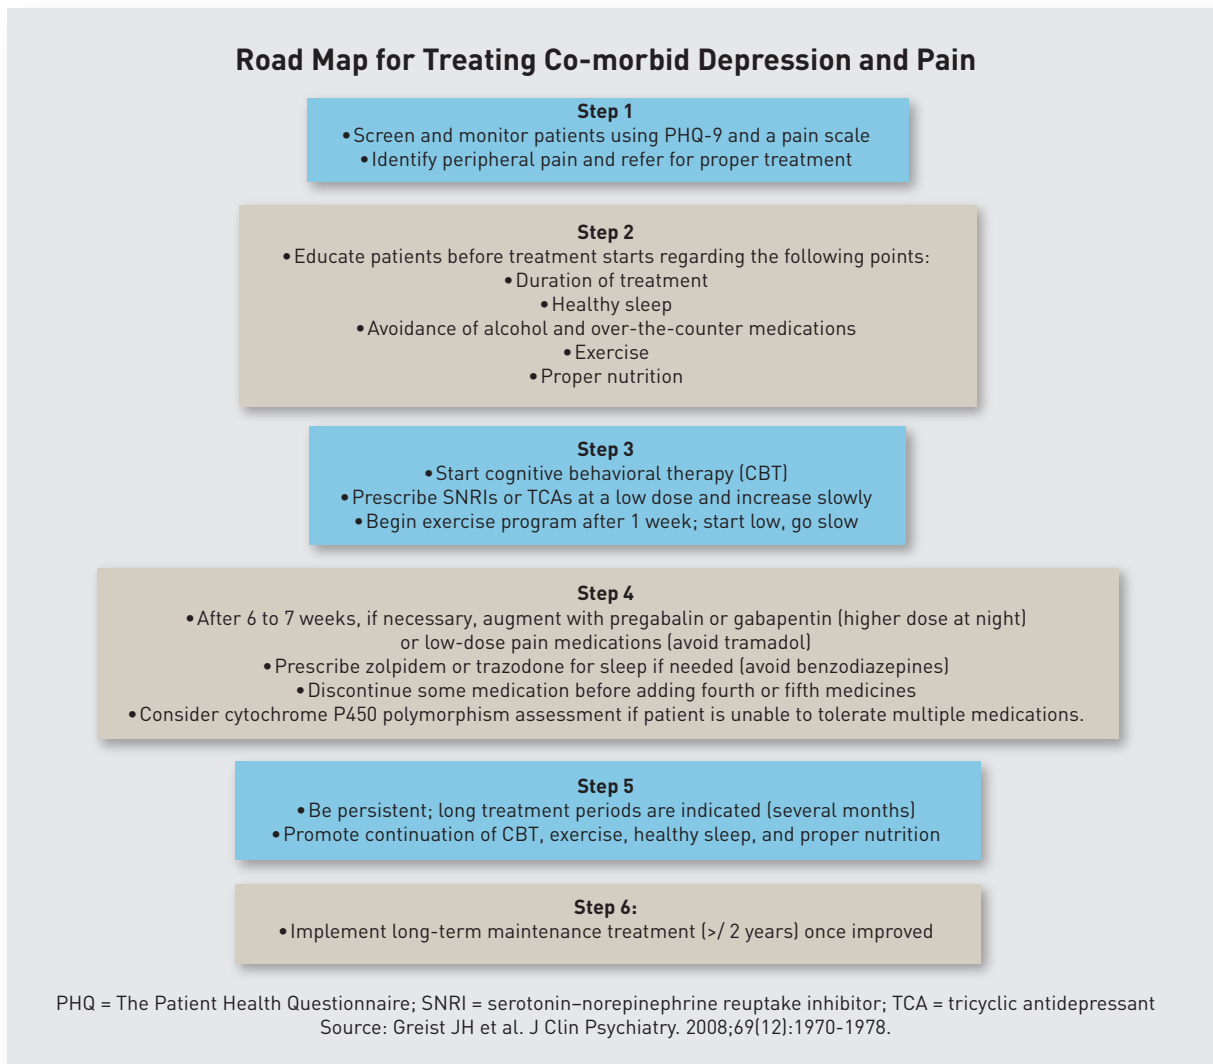 Road Map for Treating Co-morbid Depression and Pain
Step 1
•Screen and monitor patients using PHQ-9 and a pain scale
•Identify peripheral pain and refer for proper treatment
Step 2
•Educate patients before treatment starts regarding the following points:
•Duration of treatment
•Healthy sleep
•Avoidance of alcohol and over-the-counter medications
•Exercise
•Proper nutrition
Step 3
•Start cognitive behavioral therapy (CBT)
•Prescribe SNRIs or TCAs at a low dose and increase slowly
•Begin exercise program after 1 week; start low, go slow
Step 4
•After 6 to 7 weeks, if necessary, augment with pregabalin or gabapentin (higher dose at night)
or low-dose pain medications (avoid tramadol)
•Prescribe zolpidem or trazodone for sleep if needed (avoid benzodiazepines)
•Discontinue some medication before adding fourth or fifth medicines
•Consider cytochrome P450 polymorphism assessment if patient is unable to tolerate multiple medications.
Step 5
•Be persistent; long treatment periods are indicated (several months)
•Promote continuation of CBT, exercise, healthy sleep, and proper nutrition
Step 6:
•Implement long-term maintenance treatment (>/ 2 years) once improved
PHQ = The Patient Health Questionnaire; SNRI = serotonin–norepinephrine reuptake inhibitor; TCA = tricyclic antidepressant
Source: Greist JH et al. J Clin Psychiatry. 2008;69(12):1970-1978.